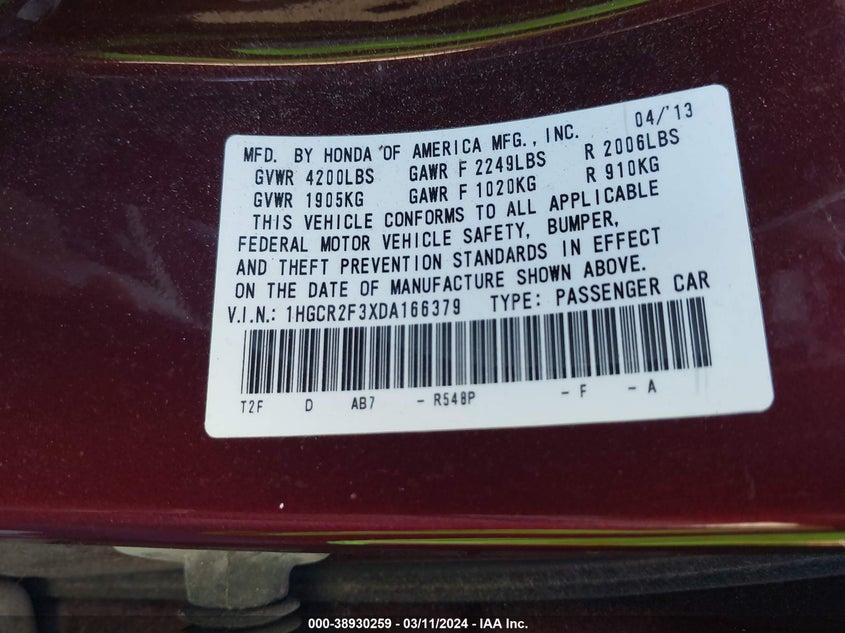 MFD. BY HONDA OF AMERICA MFG., INC. 04/'13
GVWR 4200LBS GAWR F 2249LBS R 2006LBS
GVWR 1905KG GAWR F 1020KG R 910KG
THIS VEHICLE CONFORMS TO ALL APPLICABLE
FEDERAL MOTOR VEHICLE SAFETY, BUMPER,
AND THEFT PREVENTION STANDARDS IN EFFECT
ON THE DATE OF MANUFACTURE SHOWN ABOVE.
V.I.N.: 1HGCR2F3XDA166379 TYPE: PASSENGER CAR
T2F D AB7 - R548P - F - A
000-38930259 - 03/11/2024 - IAA Inc.